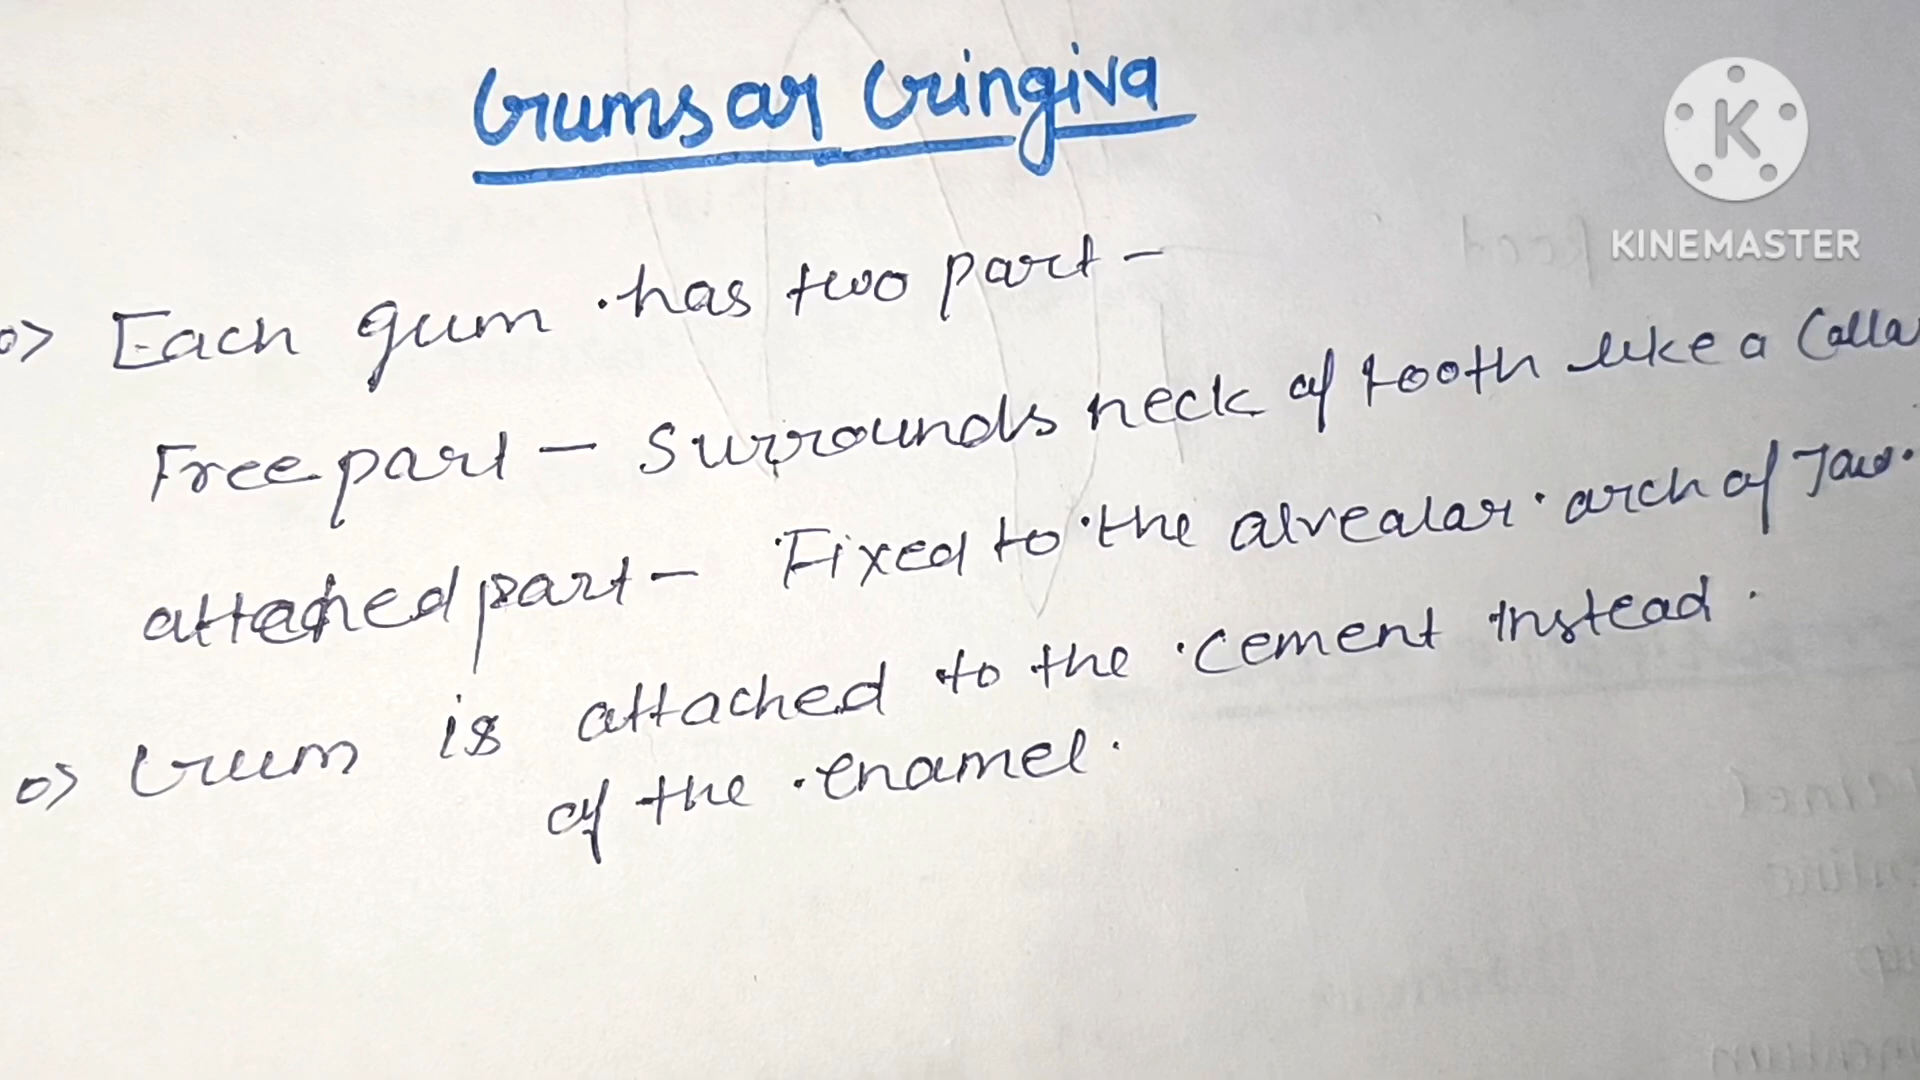 Gums or Gingiva
K
KINEMASTER
=> Each gum has two part -
Free part - Surrounds neck of tooth like a Colla
attached part - Fixed to the alvealar arch of Jaw.
=> Gum is attached to the cement instead
of the enamel.